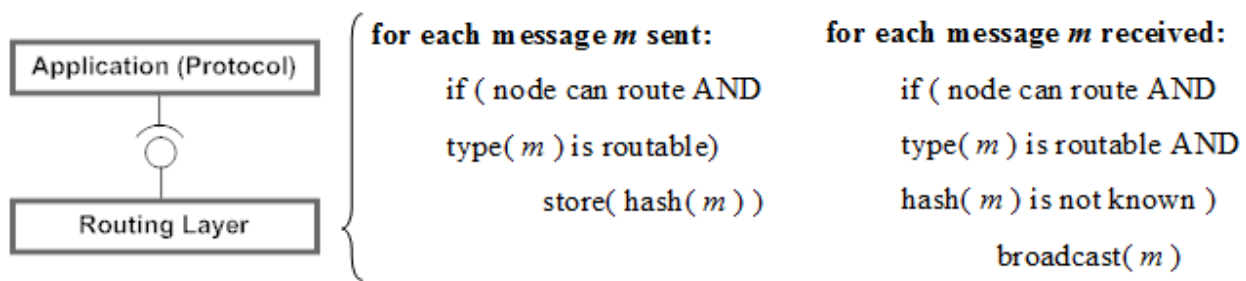 Application (Protocol)
Routing Layer
for each message m sent:
if ( node can route AND
type( m ) is routable)
store( hash( m ) )
for each message m received:
if ( node can route AND
type( m ) is routable AND
hash( m ) is not known )
broadcast( m )